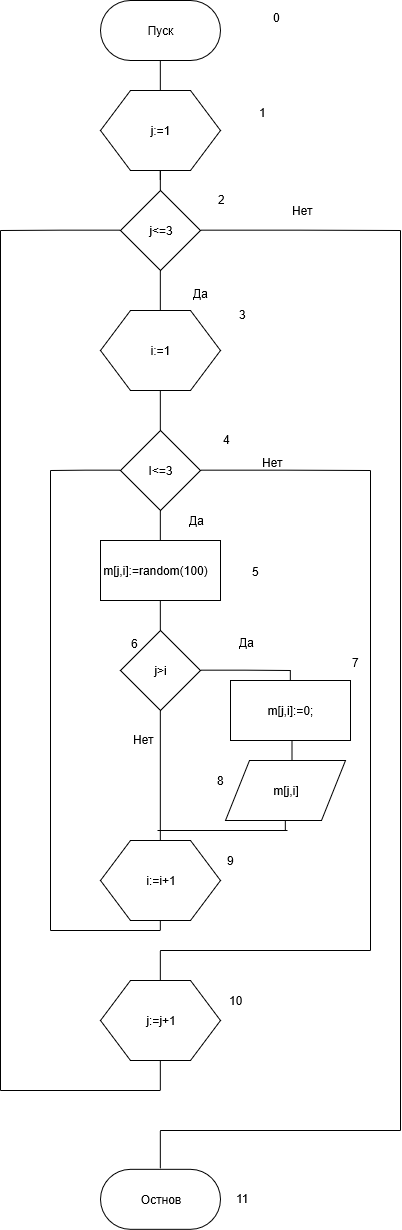 Пуск
0
j:=1
1
j<=3
2
Нет
Да
i:=1
3
I<=3
4
Нет
Да
m[j,i]:=random(100)
5
j>i
6
Да
7
Нет
m[j,i]:=0;
8
m[j,i]
i:=i+1
9
j:=j+1
10
Остнов
11